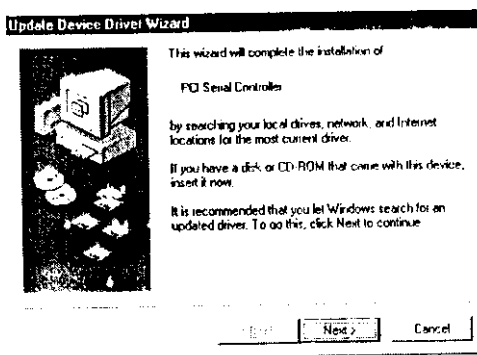 Update Device Driver Wizard
This wizard will complete the installation of
PCI Serial Controller
by searching your local drives, network, and Internet
locations for the most current driver.
If you have a disk or CD-ROM that came with this device,
insert it now.
It is recommended that you let Windows search for an
updated driver. To do this, click Next to continue
Next >
Cancel